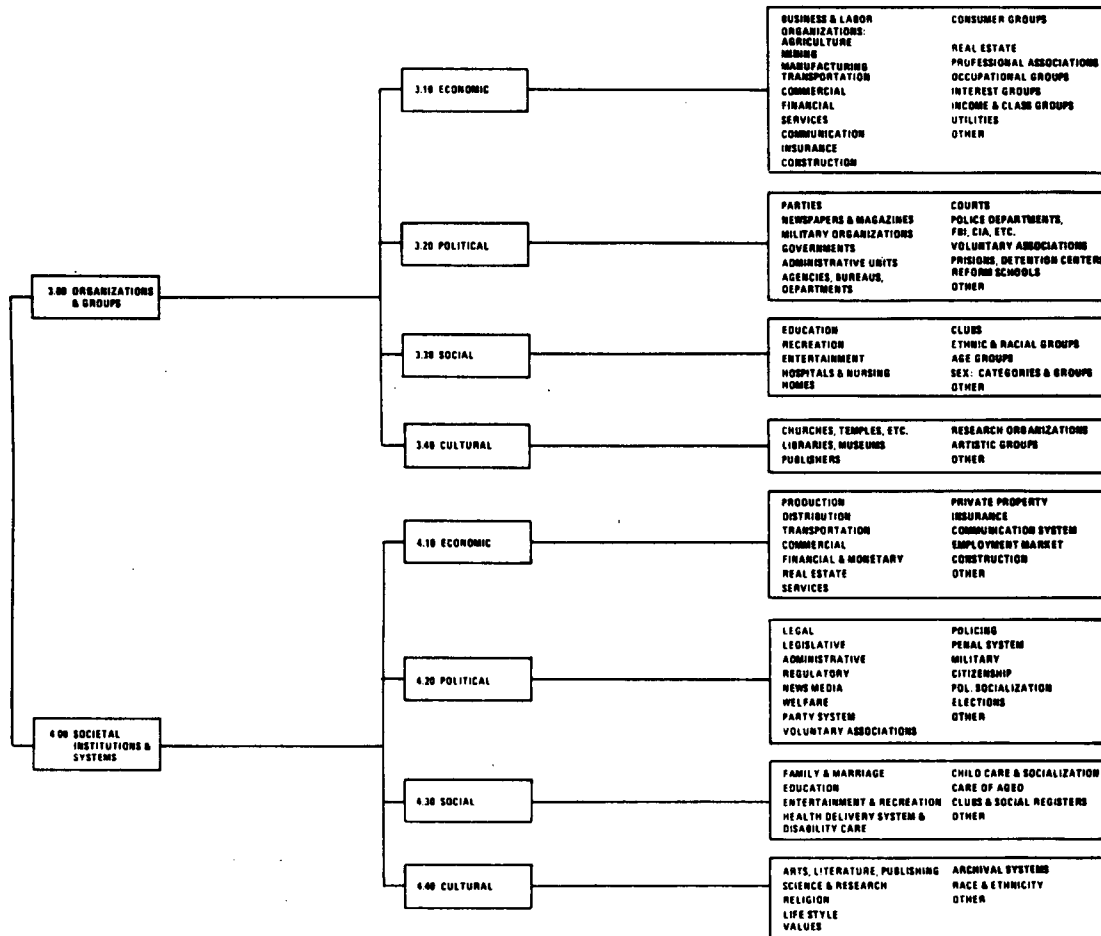 3.00 ORGANIZATIONS
& GROUPS
3.10 ECONOMIC
BUSINESS & LABOR
ORGANIZATIONS:
AGRICULTURE
MINING
MANUFACTURING
TRANSPORTATION
COMMERCIAL
FINANCIAL
SERVICES
COMMUNICATION
INSURANCE
CONSTRUCTION
CONSUMER GROUPS
REAL ESTATE
PROFESSIONAL ASSOCIATIONS
OCCUPATIONAL GROUPS
INTEREST GROUPS
INCOME & CLASS GROUPS
UTILITIES
OTHER
3.20 POLITICAL
PARTIES
NEWSPAPERS & MAGAZINES
MILITARY ORGANIZATIONS
GOVERNMENTS
ADMINISTRATIVE UNITS
AGENCIES, BUREAUS,
DEPARTMENTS
COURTS
POLICE DEPARTMENTS,
FBI, CIA, ETC.
VOLUNTARY ASSOCIATIONS
PRISIONS, DETENTION CENTERS
REFORM SCHOOLS
OTHER
3.30 SOCIAL
EDUCATION
RECREATION
ENTERTAINMENT
HOSPITALS & NURSING
HOMES
CLUBS
ETHNIC & RACIAL GROUPS
AGE GROUPS
SEX: CATEGORIES & GROUPS
OTHER
3.40 CULTURAL
CHURCHES, TEMPLES, ETC.
LIBRARIES, MUSEUMS
PUBLISHERS
RESEARCH ORGANIZATIONS
ARTISTIC GROUPS
OTHER
4.00 SOCIETAL
INSTITUTIONS &
SYSTEMS
4.10 ECONOMIC
PRODUCTION
DISTRIBUTION
TRANSPORTATION
COMMERCIAL
FINANCIAL & MONETARY
REAL ESTATE
SERVICES
PRIVATE PROPERTY
INSURANCE
COMMUNICATION SYSTEM
EMPLOYMENT MARKET
CONSTRUCTION
OTHER
4.20 POLITICAL
LEGAL
LEGISLATIVE
ADMINISTRATIVE
REGULATORY
NEWS MEDIA
WELFARE
PARTY SYSTEM
VOLUNTARY ASSOCIATIONS
POLICING
PENAL SYSTEM
MILITARY
CITIZENSHIP
POL. SOCIALIZATION
ELECTIONS
OTHER
4.30 SOCIAL
FAMILY & MARRIAGE
EDUCATION
ENTERTAINMENT & RECREATION
HEALTH DELIVERY SYSTEM &
DISABILITY CARE
CHILD CARE & SOCIALIZATION
CARE OF AGED
CLUBS & SOCIAL REGISTERS
OTHER
4.40 CULTURAL
ARTS, LITERATURE, PUBLISHING
SCIENCE & RESEARCH
RELIGION
LIFE STYLE
VALUES
ARCHIVAL SYSTEMS
RACE & ETHNICITY
OTHER